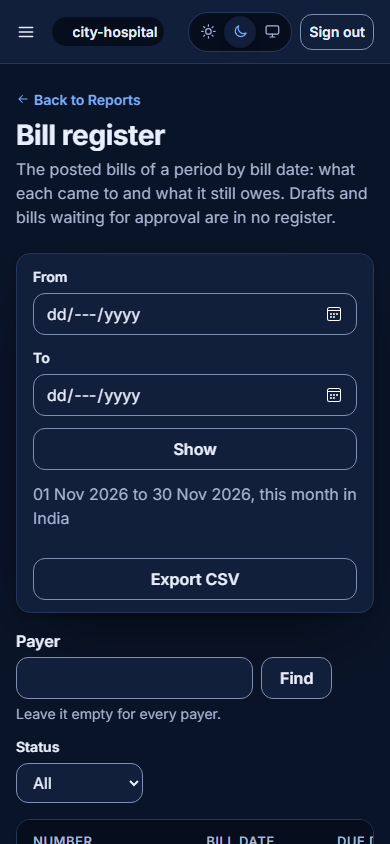 city-hospital
Sign out
← Back to Reports
Bill register
The posted bills of a period by bill date: what
each came to and what it still owes. Drafts and
bills waiting for approval are in no register.
From
dd/---/yyyy
To
dd/---/yyyy
Show
01 Nov 2026 to 30 Nov 2026, this month in
India
Export CSV
Payer
Find
Leave it empty for every payer.
Status
All
NUMBER BILL DATE DUE